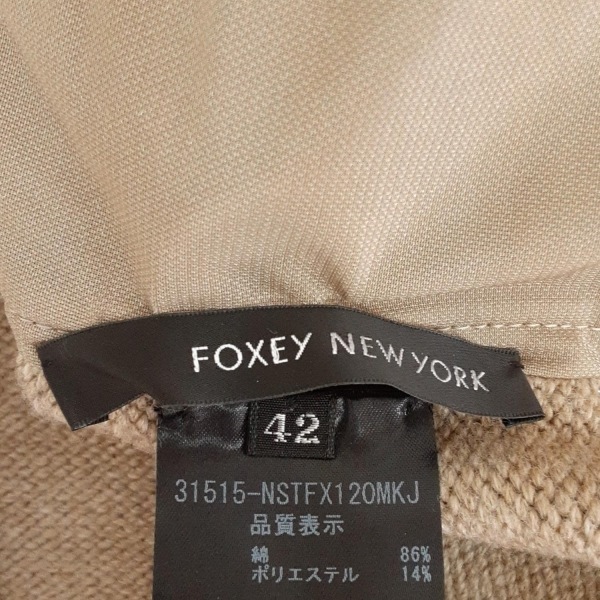 FOXEY NEW YORK
42
31515-NSTFX120MKJ
品質表示
綿 86%
ポリエステル 14%